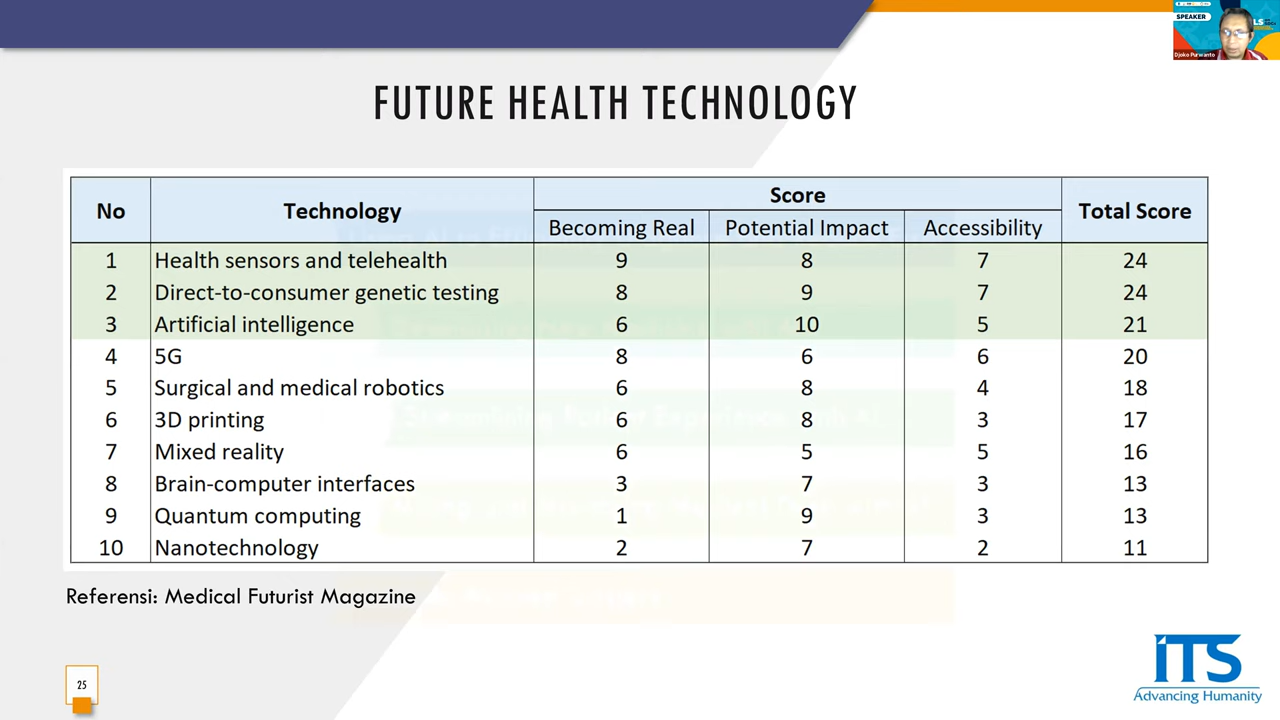 SPEAKER
Djoko Purwanto
FUTURE HEALTH TECHNOLOGY
No Technology Score Total Score
Becoming Real Potential Impact Accessibility
1 Health sensors and telehealth 9 8 7 24
2 Direct-to-consumer genetic testing 8 9 7 24
3 Artificial intelligence 6 10 5 21
4 5G 8 6 6 20
5 Surgical and medical robotics 6 8 4 18
6 3D printing 6 8 3 17
7 Mixed reality 6 5 5 16
8 Brain-computer interfaces 3 7 3 13
9 Quantum computing 1 9 3 13
10 Nanotechnology 2 7 2 11
Referensi: Medical Futurist Magazine
25
iTS
Advancing Humanity